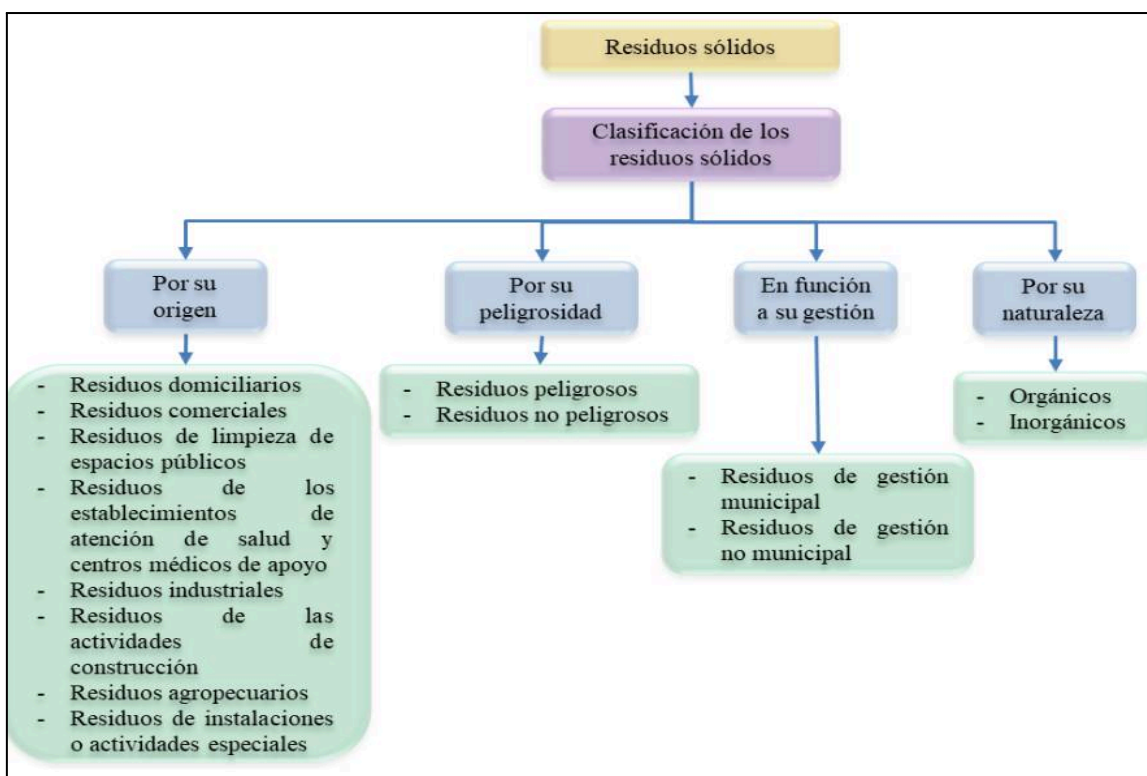 Residuos sólidos
Clasificación de los
residuos sólidos
Por su
origen
- Residuos domiciliarios
- Residuos comerciales
- Residuos de limpieza de
espacios públicos
- Residuos de los
establecimientos de
atención de salud y
centros médicos de apoyo
- Residuos industriales
- Residuos de las
actividades de
construcción
- Residuos agropecuarios
- Residuos de instalaciones
o actividades especiales
Por su
peligrosidad
- Residuos peligrosos
- Residuos no peligrosos
En función
a su gestión
- Residuos de gestión
municipal
- Residuos de gestión
no municipal
Por su
naturaleza
- Orgánicos
- Inorgánicos